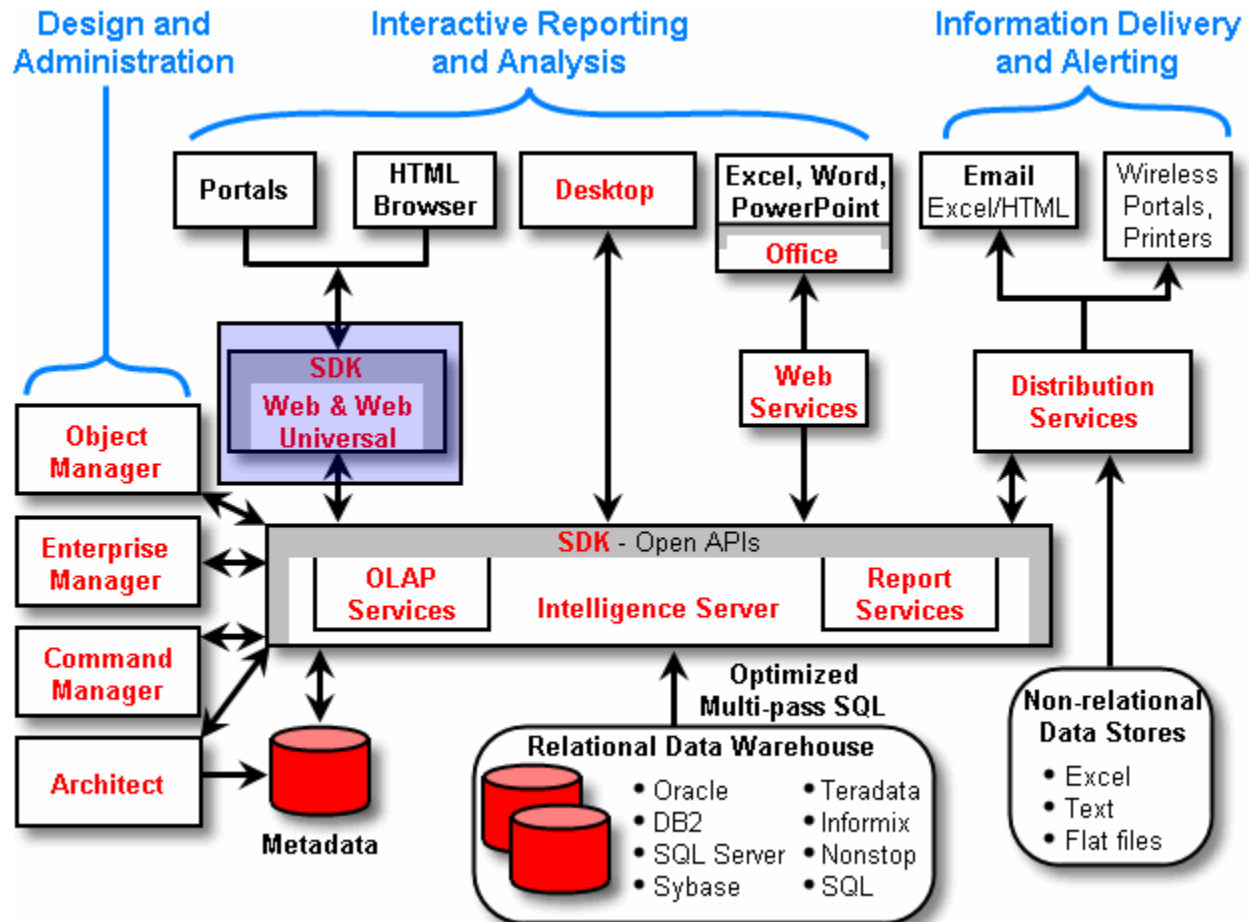 Design and
Administration
Interactive Reporting
and Analysis
Information Delivery
and Alerting
Portals
HTML
Browser
Desktop
Excel, Word,
PowerPoint
Office
Email
Excel/HTML
Wireless
Portals,
Printers
SDK
Web & Web
Universal
Web
Services
Distribution
Services
Object
Manager
Enterprise
Manager
Command
Manager
Architect
SDK - Open APIs
OLAP
Services
Intelligence Server
Report
Services
Optimized
Multi-pass SQL
Metadata
Relational Data Warehouse
• Oracle
• DB2
• SQL Server
• Sybase
• Teradata
• Informix
• Nonstop
• SQL
Non-relational
Data Stores
• Excel
• Text
• Flat files